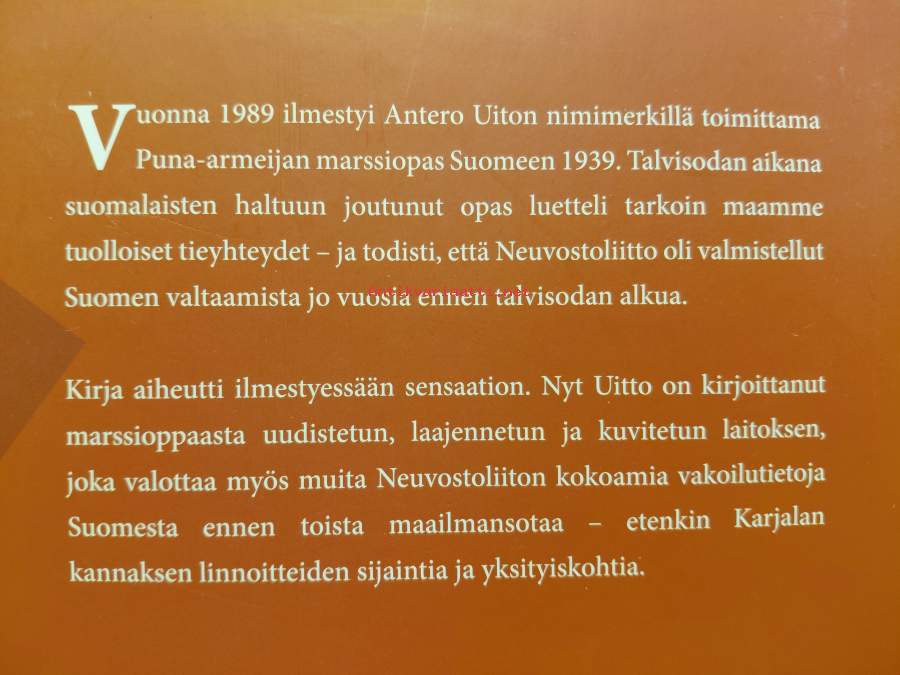 Vuonna 1989 ilmestyi Antero Uiton nimimerkillä toimittama
Puna-armeijan marssiopas Suomeen 1939. Talvisodan aikana
suomalaisten haltuun joutunut opas luetteli tarkoin maamme
tuolloiset tieyhteydet – ja todisti, että Neuvostoliitto oli valmistellut
Suomen valtaamista jo vuosia ennen talvisodan alkua.
antikvariaatti.net
Kirja aiheutti ilmestyessään sensaation. Nyt Uitto on kirjoittanut
marssioppaasta uudistetun, laajennetun ja kuvitetun laitoksen,
joka valottaa myös muita Neuvostoliiton kokoamia vakoilutietoja
Suomesta ennen toista maailmansotaa – etenkin Karjalan
kannaksen linnoitteiden sijaintia ja yksityiskohtia.